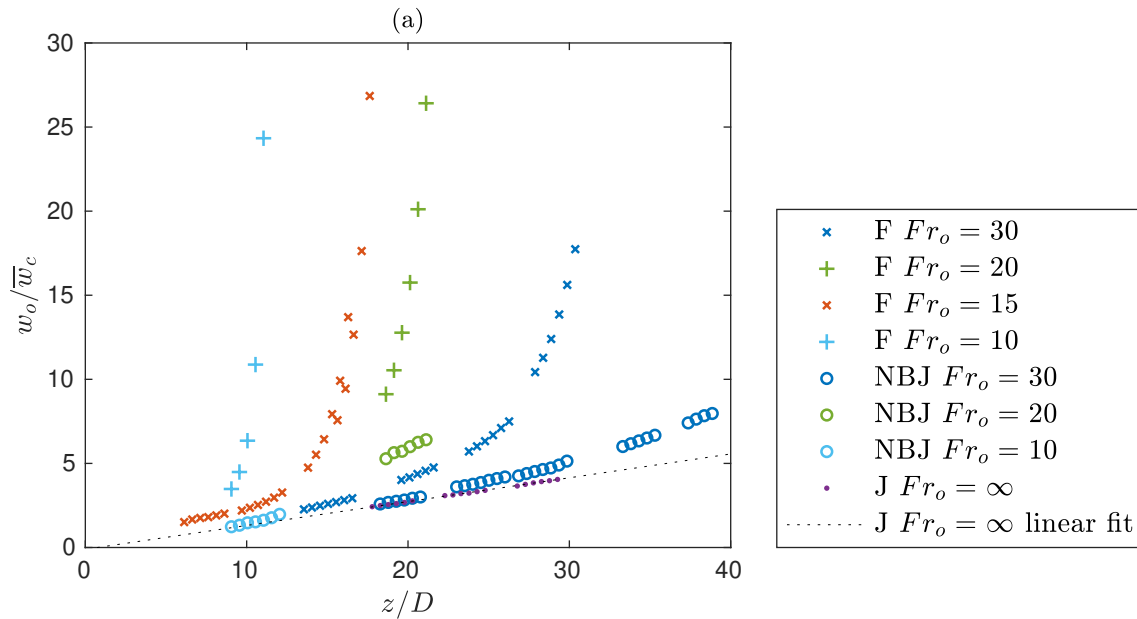 (a)
30
25
20
15
10
5
0
0 10 20 30 40
w_o/\overline{w}_c
z/D
F Fr_o = 30
F Fr_o = 20
F Fr_o = 15
F Fr_o = 10
NBJ Fr_o = 30
NBJ Fr_o = 20
NBJ Fr_o = 10
J Fr_o = ∞
J Fr_o = ∞ linear fit